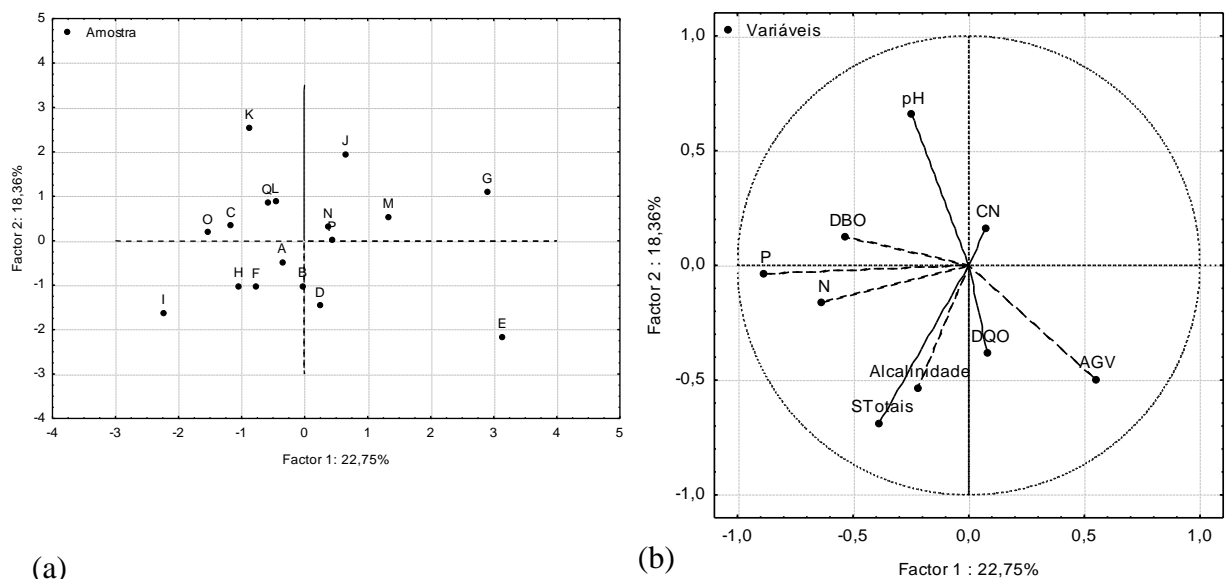 Amostra
5
4
3
2
1
0
-1
-2
-3
-4
Factor 2: 18,36%
K
J
G
Q
L
M
O
C
N
P
A
H
F
B
D
I
E
-4
-3
-2
-1
0
1
2
3
4
5
Factor 1: 22,75%
(a)
Variáveis
1,0
0,5
0,0
-0,5
-1,0
Factor 2 : 18,36%
pH
CN
DBO
P
N
DQO
AGV
Alcalinidade
STotais
-1,0
-0,5
0,0
0,5
1,0
Factor 1 : 22,75%
(b)